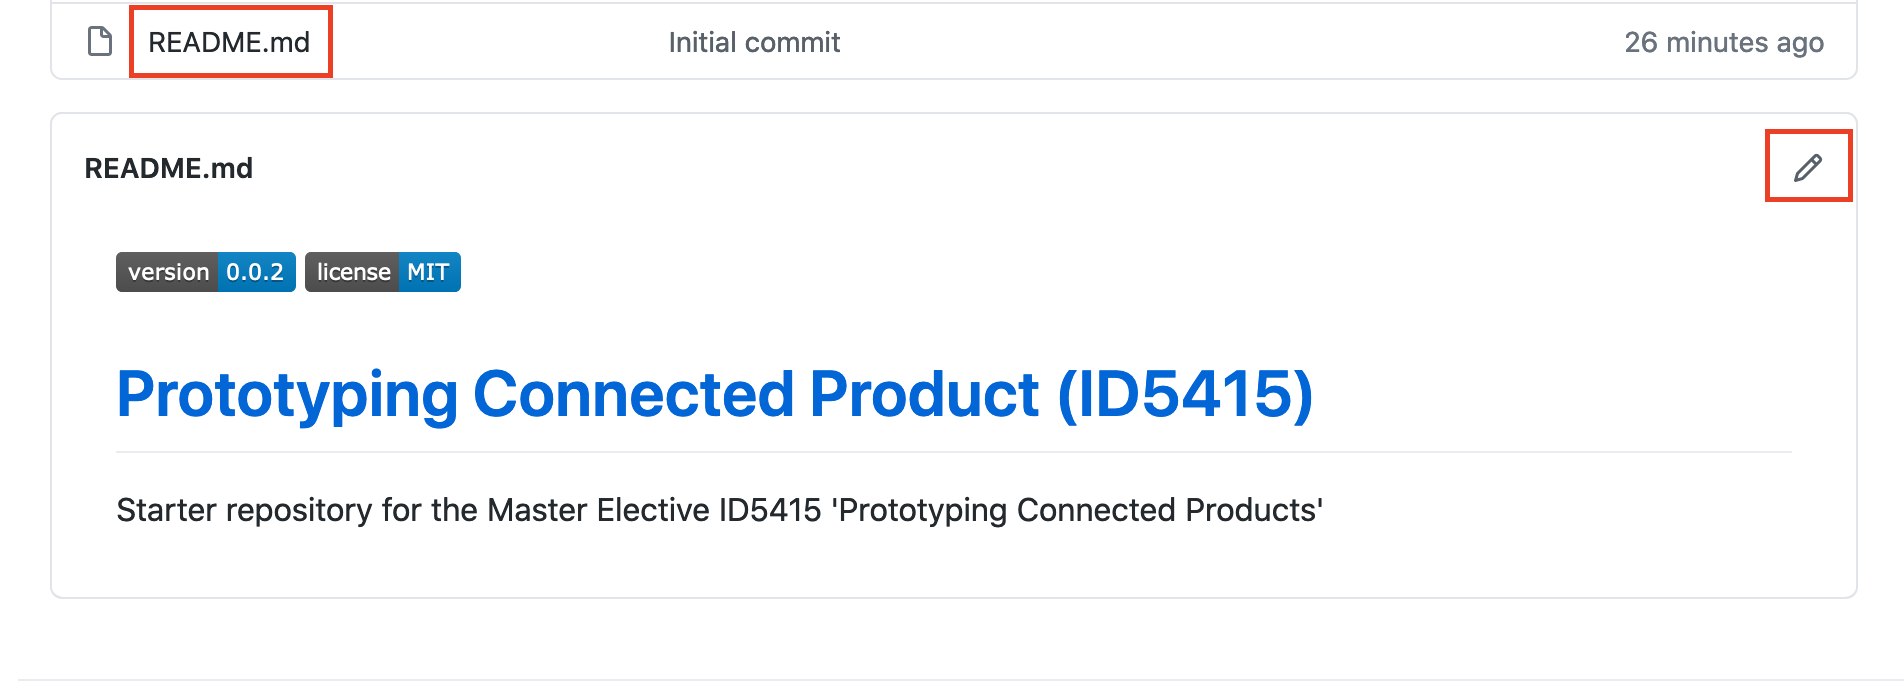 README.md Initial commit 26 minutes ago
README.md
version 0.0.2 license MIT
Prototyping Connected Product (ID5415)
Starter repository for the Master Elective ID5415 'Prototyping Connected Products'